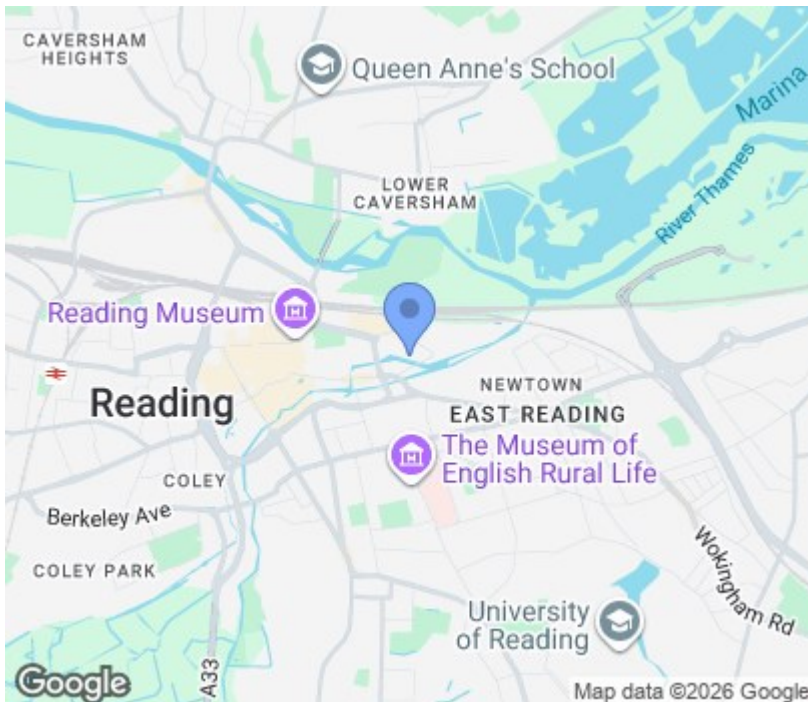 CAVERSHAM
HEIGHTS
Queen Anne's School
Marina
LOWER
CAVERSHAM
River Thames
Reading Museum
Reading
NEWTOWN
EAST READING
The Museum of
English Rural Life
COLEY
Berkeley Ave
Wokingham Rd
COLEY PARK
University
of Reading
A33
Google
Map data ©2026 Google